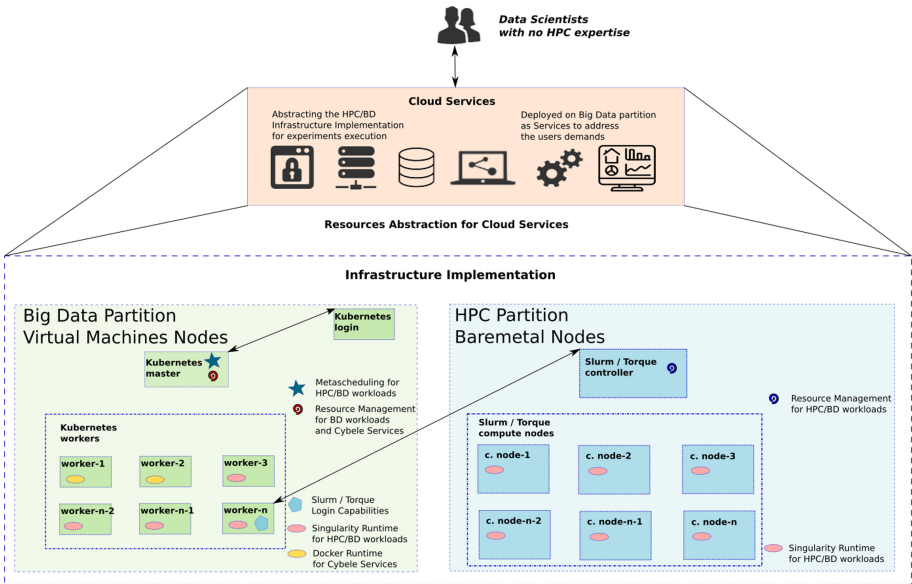 Data Scientists
with no HPC expertise
Cloud Services
Abstracting the HPC/BD
Infrastructure Implementation
for experiments execution
Deployed on Big Data partition
as Services to address
the users demands
Resources Abstraction for Cloud Services
Infrastructure Implementation
Big Data Partition
Virtual Machines Nodes
Kubernetes
login
Kubernetes
master
Metascheduling for
HPC/BD workloads
Resource Management
for BD workloads
and Cybele Services
Kubernetes
workers
worker-1
worker-2
worker-3
worker-n-2
worker-n-1
worker-n
Slurm / Torque
Login Capabilities
Singularity Runtime
for HPC/BD workloads
Docker Runtime
for Cybele Services
HPC Partition
Baremetal Nodes
Slurm / Torque
controller
Resource Management
for HPC/BD workloads
Slurm / Torque
compute nodes
c. node-1
c. node-2
c. node-3
c. node-n-2
c. node-n-1
c. node-n
Singularity Runtime
for HPC/BD workloads